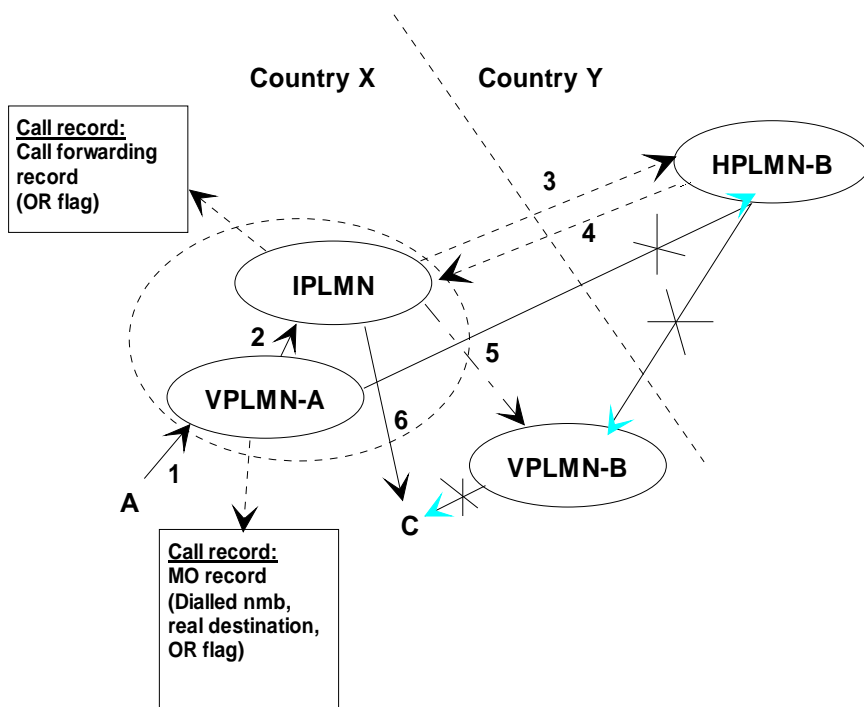 Country X
Country Y
Call record:
Call forwarding
record
(OR flag)
HPLMN-B
3
4
IPLMN
2
5
VPLMN-A
6
1
VPLMN-B
A
C
Call record:
MO record
(Dialled nmb,
real destination,
OR flag)